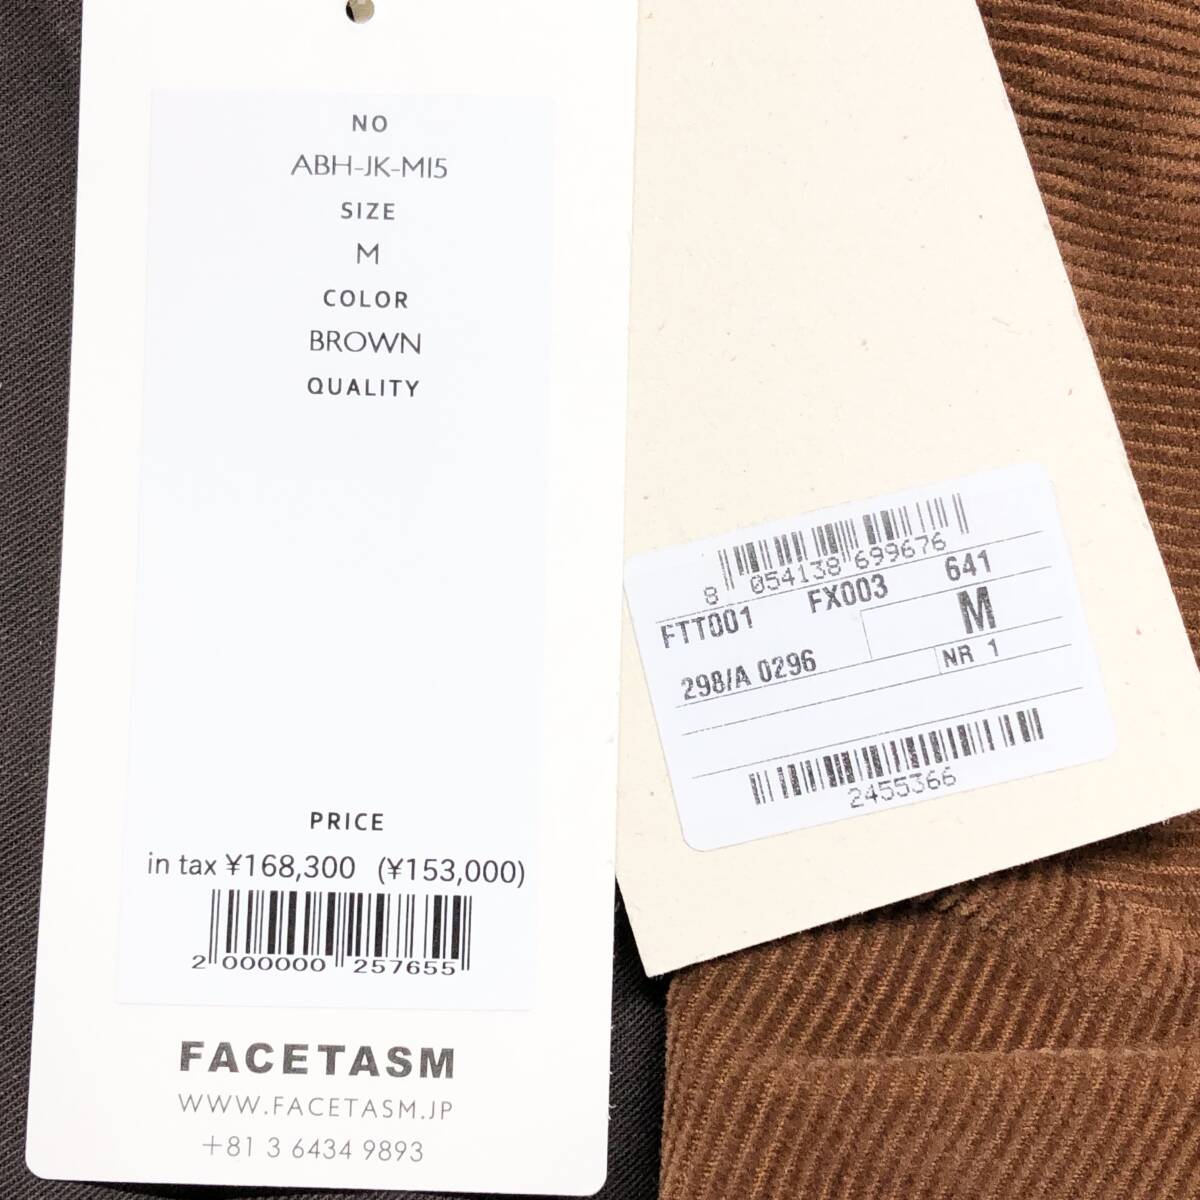 NO
ABH-JK-M15
SIZE
M
COLOR
BROWN
QUALITY
PRICE
in tax ¥168,300 (¥153,000)
2 000000 257655
FACETASM
WWW.FACETASM.JP
+81 3 6434 9893
8 054138 699676
FTT001 FX003 641
M
298/A 0296
NR 1
2455366